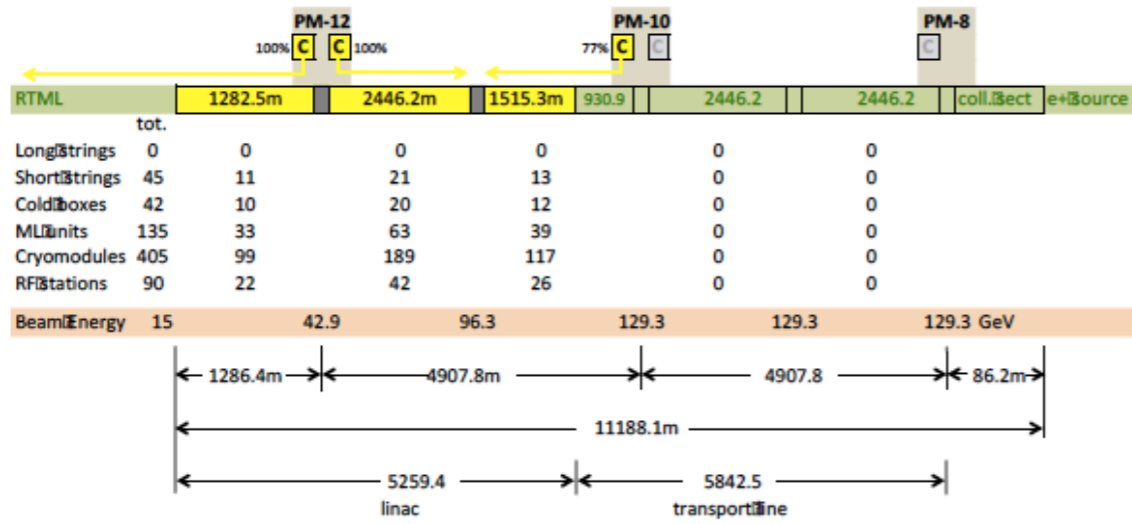 PM-12 PM-10 PM-8
100% C C 100% 77% C C C
RTML 1282.5m 2446.2m 1515.3m 930.9 2446.2 2446.2 coll. sect e+ source
tot.
Long strings 0 0 0 0 0 0
Short strings 45 11 21 13 0 0
Cold boxes 42 10 20 12 0 0
ML units 135 33 63 39 0 0
Cryomodules 405 99 189 117 0 0
RF stations 90 22 42 26 0 0
Beam Energy 15 42.9 96.3 129.3 129.3 129.3 GeV
1286.4m 4907.8m 4907.8 86.2m
11188.1m
5259.4 5842.5
linac transport line